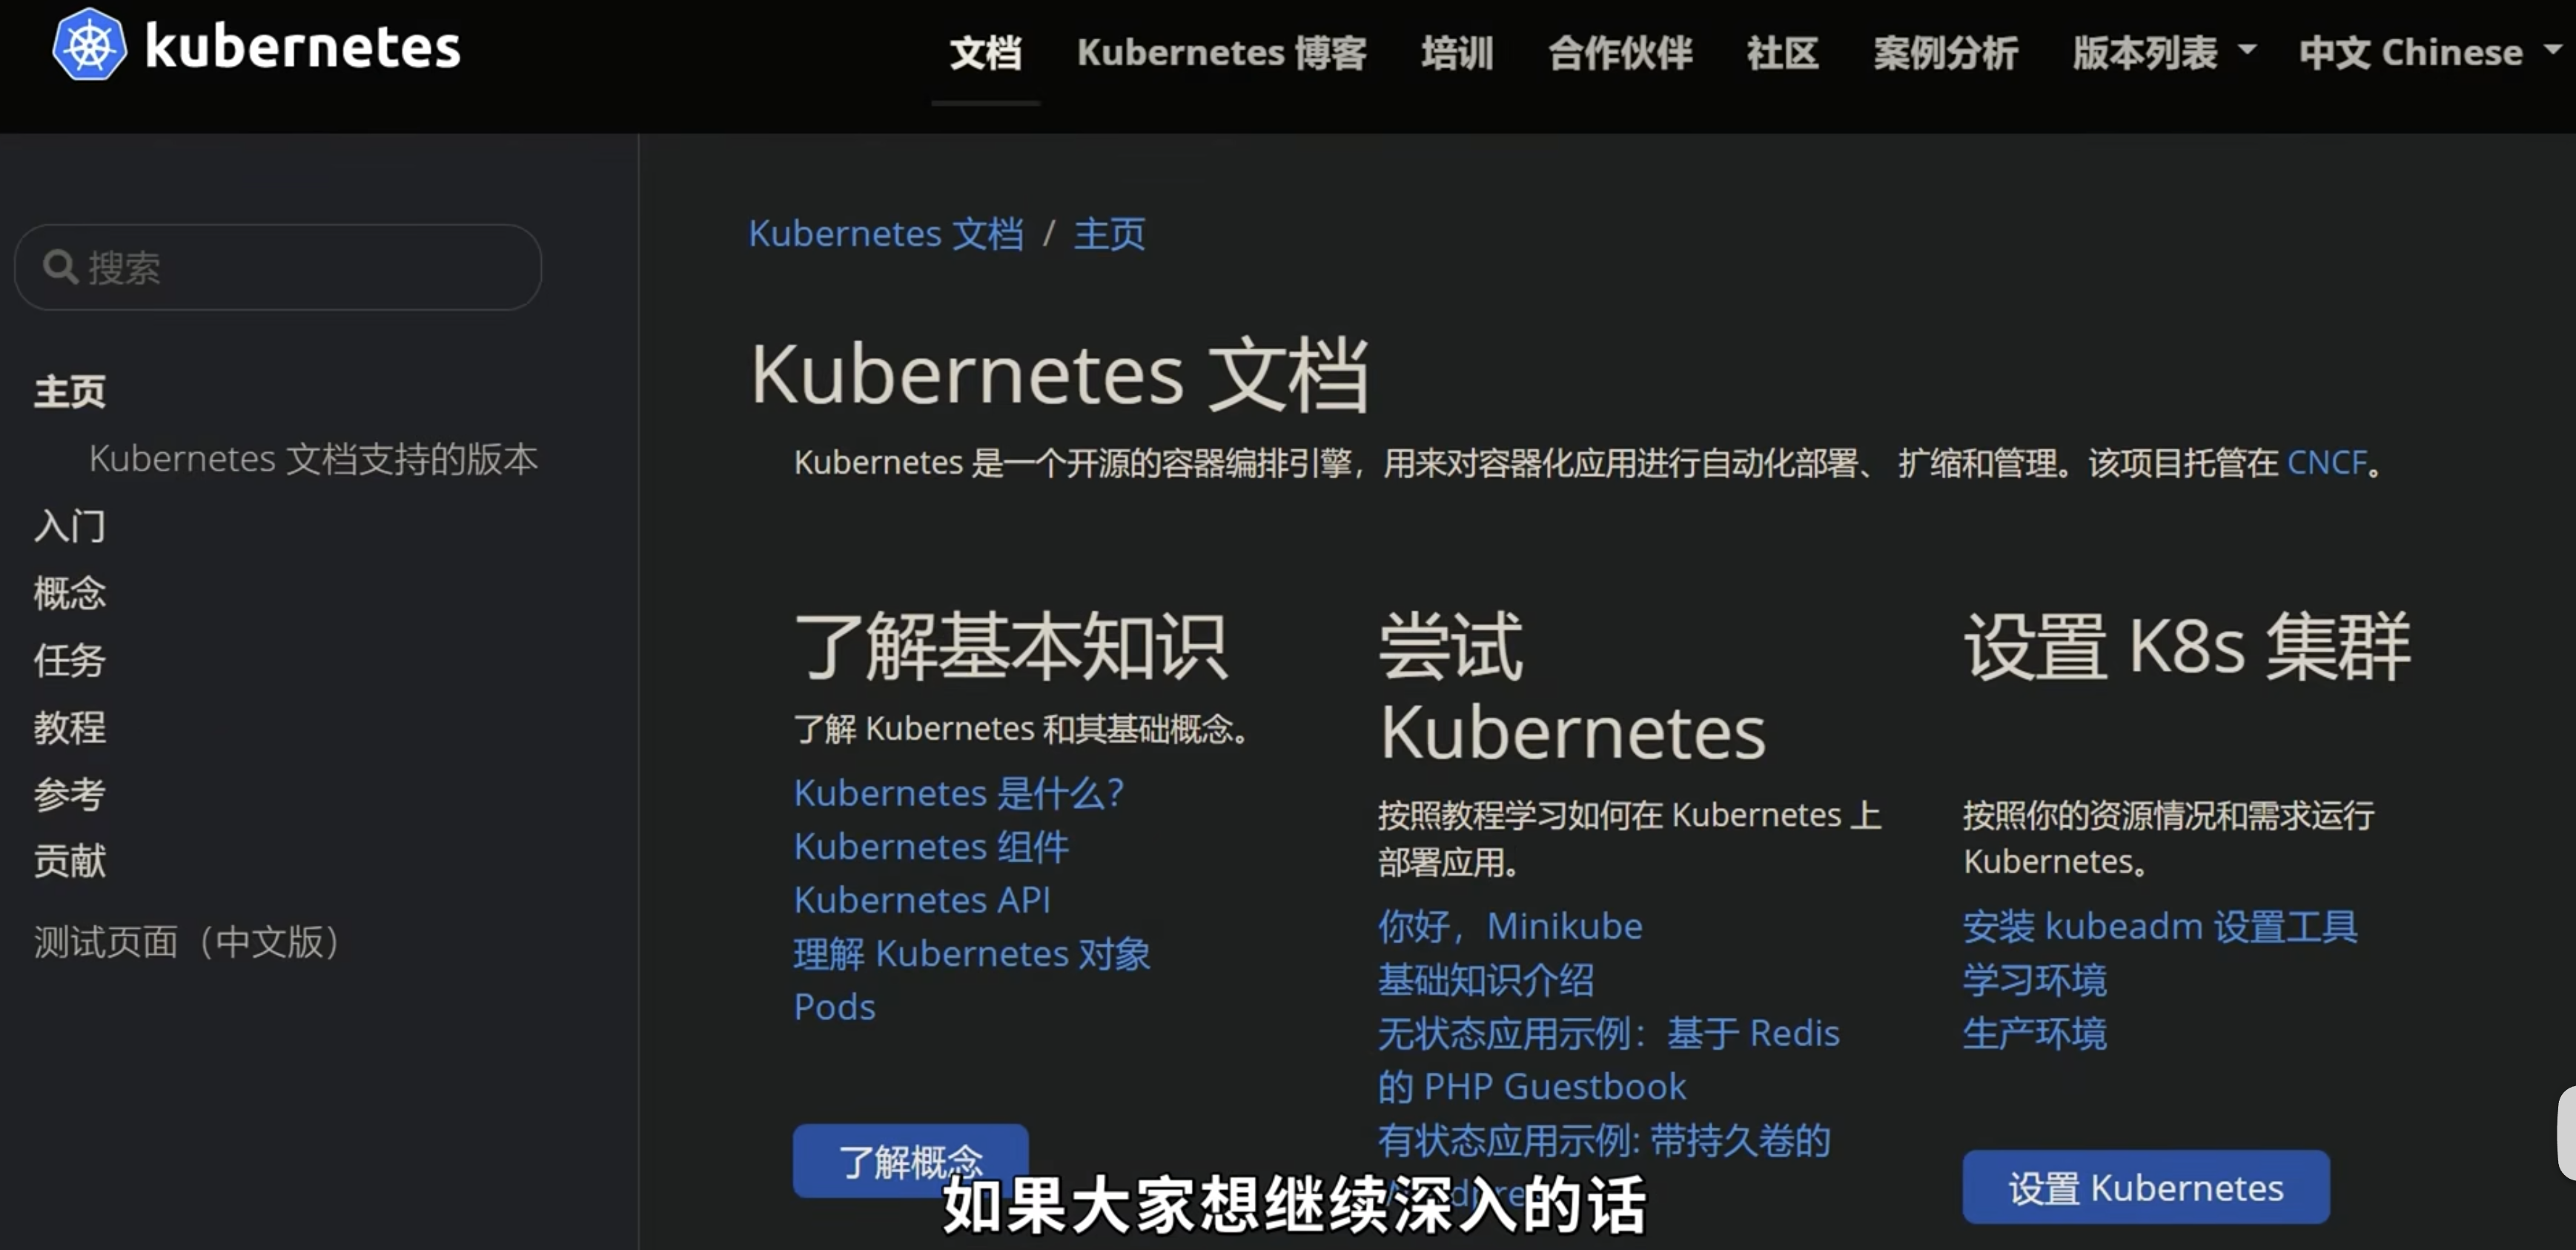 kubernetes
文档 Kubernetes 博客 培训 合作伙伴 社区 案例分析 版本列表 中文 Chinese
搜索
主页
Kubernetes 文档支持的版本
入门
概念
任务
教程
参考
贡献
测试页面（中文版）
Kubernetes 文档 / 主页
Kubernetes 文档
Kubernetes 是一个开源的容器编排引擎，用来对容器化应用进行自动化部署、 扩缩和管理。该项目托管在 CNCF。
了解基本知识
了解 Kubernetes 和其基础概念。
Kubernetes 是什么？
Kubernetes 组件
Kubernetes API
理解 Kubernetes 对象
Pods
了解概念
尝试
Kubernetes
按照教程学习如何在 Kubernetes 上
部署应用。
你好，Minikube
基础知识介绍
无状态应用示例：基于 Redis
的 PHP Guestbook
有状态应用示例: 带持久卷的
设置 K8s 集群
按照你的资源情况和需求运行
Kubernetes。
安装 kubeadm 设置工具
学习环境
生产环境
设置 Kubernetes
如果大家想继续深入的话